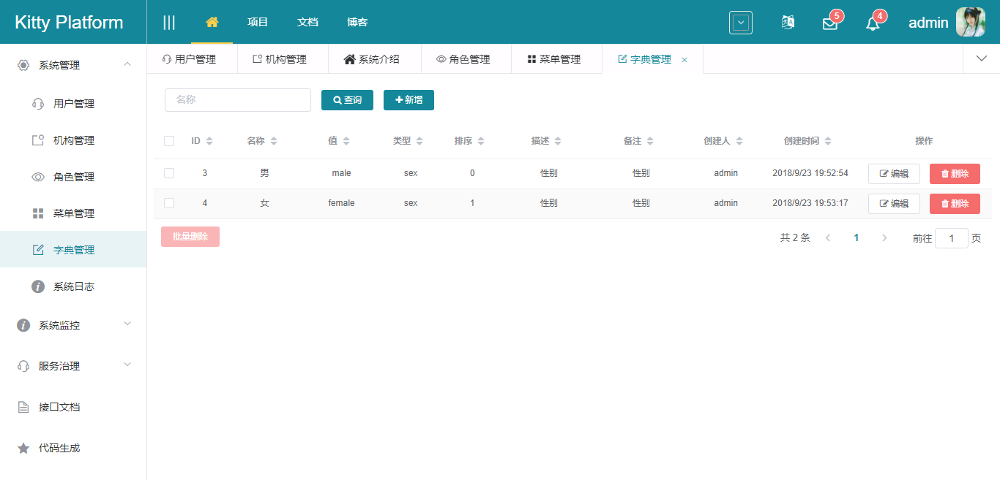 Kitty Platform
项目 文档 博客 5 4 admin
系统管理
用户管理
机构管理
角色管理
菜单管理
字典管理
系统日志
系统监控
服务治理
接口文档
代码生成
用户管理 机构管理 系统介绍 角色管理 菜单管理 字典管理
名称 查询 新增
ID 名称 值 类型 排序 描述 备注 创建人 创建时间 操作
3 男 male sex 0 性别 性别 admin 2018/9/23 19:52:54 编辑 删除
4 女 female sex 1 性别 性别 admin 2018/9/23 19:53:17 编辑 删除
批量删除 共 2 条 1 前往 1 页